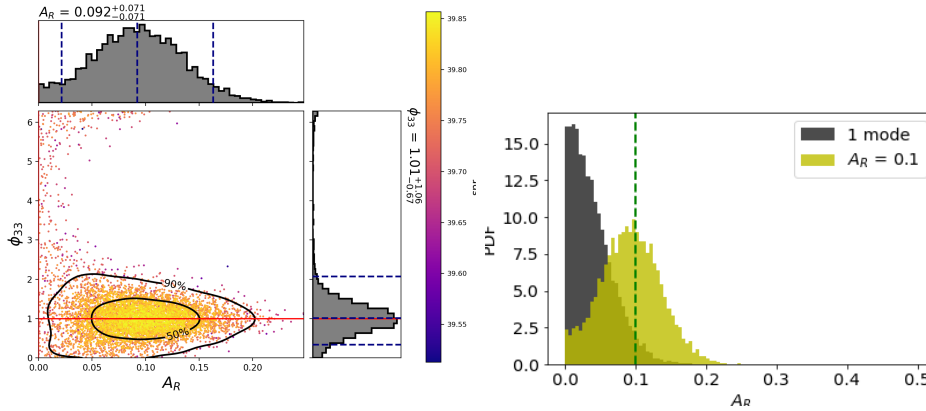 A_R = 0.092^{+0.071}_{-0.071}
6
5
4
3
2
1
0
ϕ_33
0.00 0.05 0.10 0.15 0.20
A_R
90%
50%
ϕ_33 = 1.01^{+1.06}_{-0.67}
39.85
39.80
39.75
39.70
39.65
39.60
39.55
15.0
12.5
10.0
7.5
5.0
2.5
0.0
PDF
1 mode
A_R = 0.1
0.0 0.1 0.2 0.3 0.4 0.5
A_R